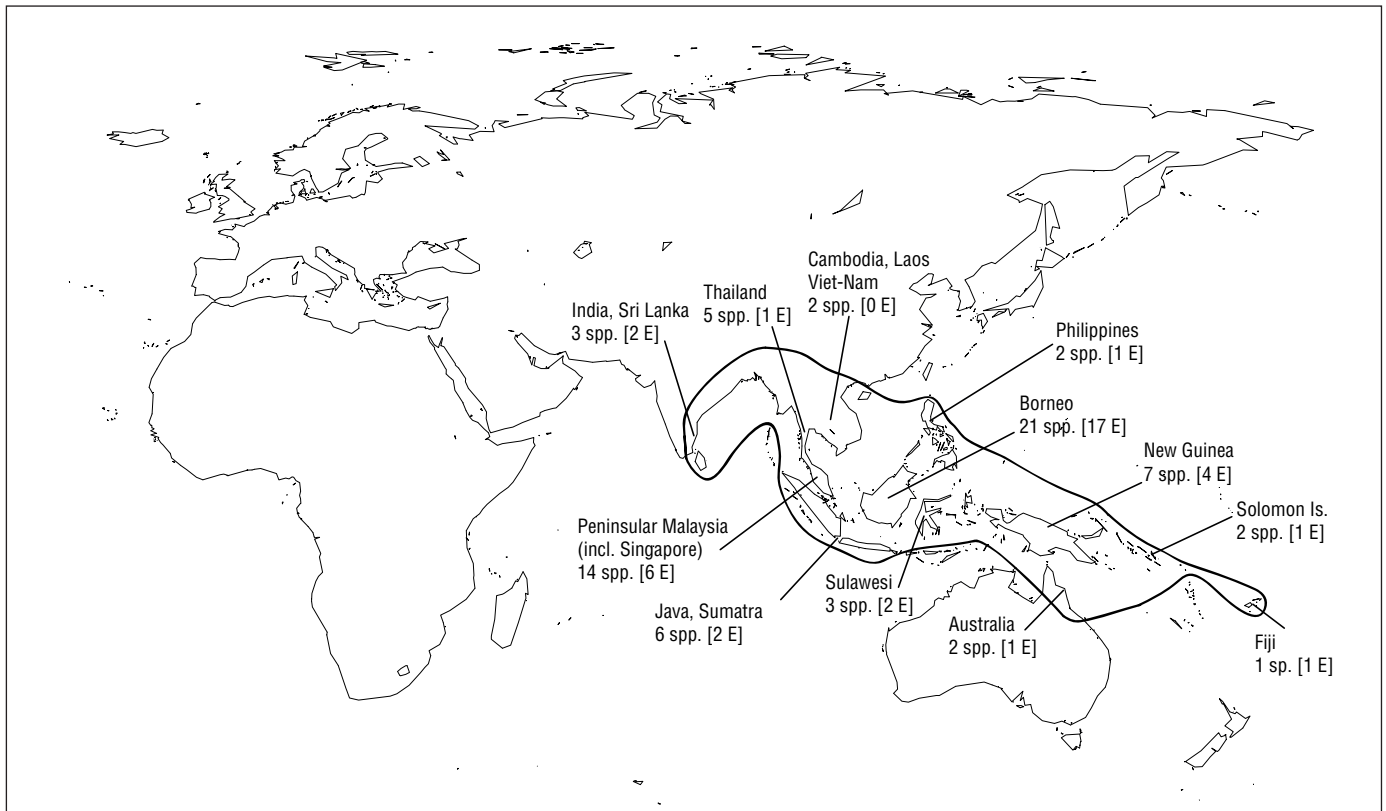 Cambodia, Laos
Viet-Nam
2 spp. [0 E]
Thailand
5 spp. [1 E]
India, Sri Lanka
3 spp. [2 E]
Philippines
2 spp. [1 E]
Borneo
21 spp. [17 E]
New Guinea
7 spp. [4 E]
Solomon Is.
2 spp. [1 E]
Peninsular Malaysia
(incl. Singapore)
14 spp. [6 E]
Sulawesi
3 spp. [2 E]
Java, Sumatra
6 spp. [2 E]
Australia
2 spp. [1 E]
Fiji
1 sp. [1 E]